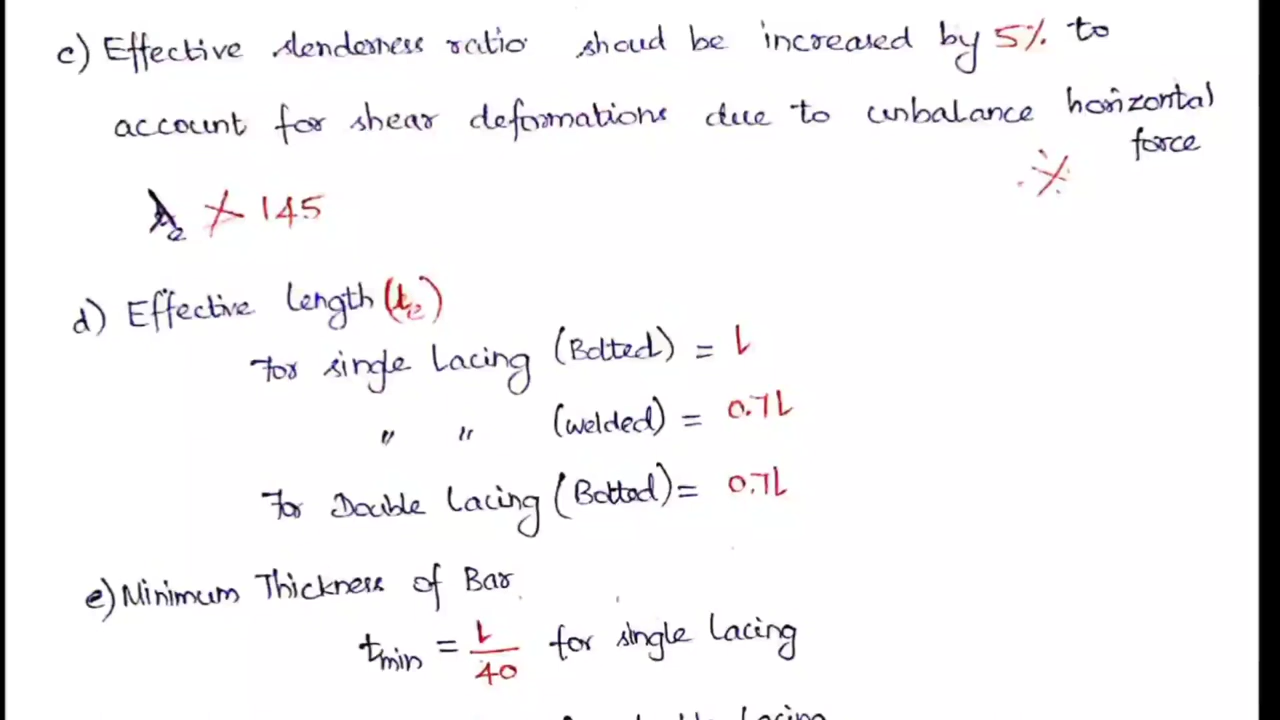 c) Effective slenderness ratio shoud be increased by 5% to
account for shear deformations due to unbalance horizontal
force
λe ≯ 145
d) Effective length (le)
For single Lacing (Bolted) = L
" " (welded) = 0.7L
For Double Lacing (Bolted) = 0.7L
e) Minimum Thickness of Bar
tmin = L/40 for single lacing
lacing